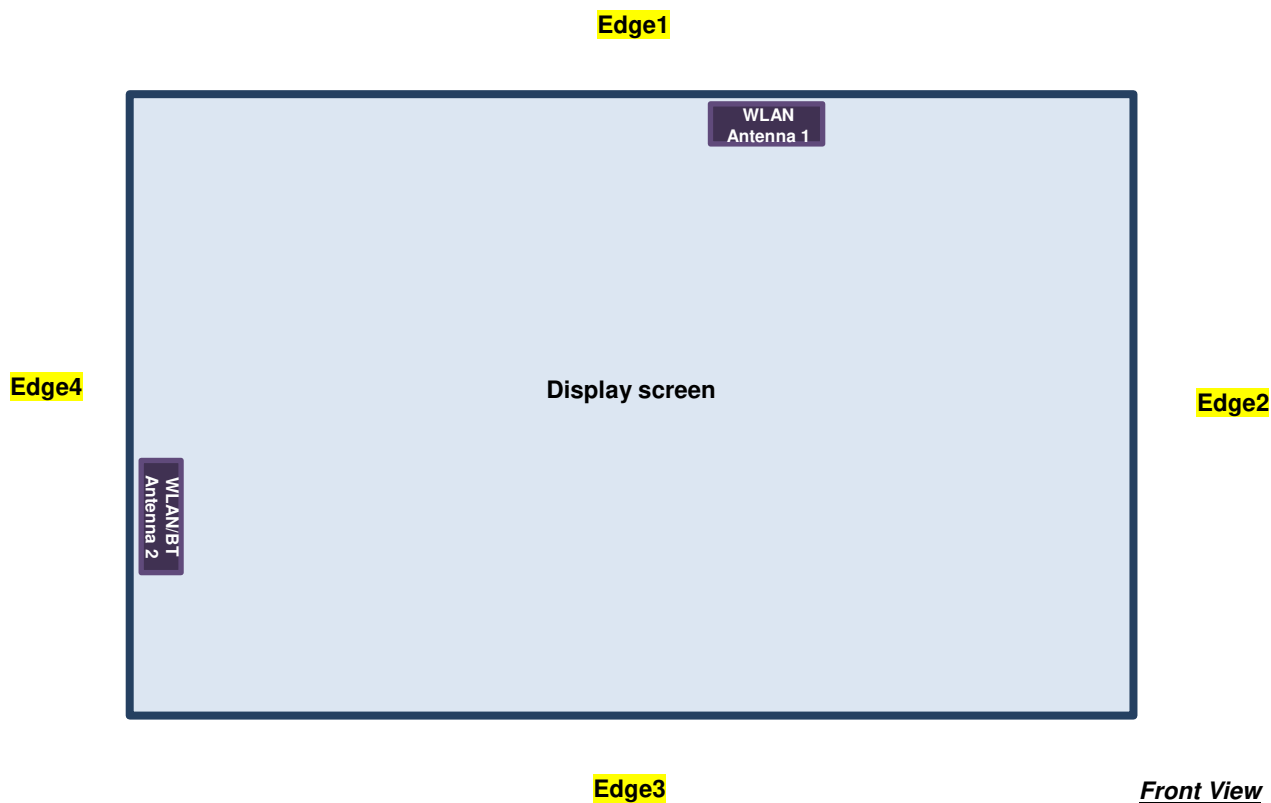 Edge1
WLAN
Antenna 1
Edge4
Display screen
Edge2
WLAN/BT
Antenna 2
Edge3
Front View